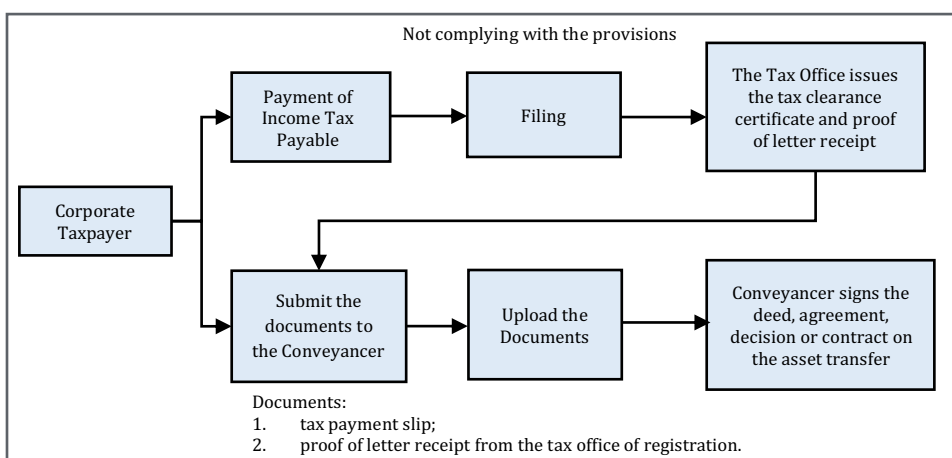 Not complying with the provisions
Payment of
Income Tax
Payable
Filing
The Tax Office issues
the tax clearance
certificate and proof
of letter receipt
Corporate
Taxpayer
Submit the
documents to
the Conveyancer
Upload the
Documents
Conveyancer signs the
deed, agreement,
decision or contract on
the asset transfer
Documents:
1. tax payment slip;
2. proof of letter receipt from the tax office of registration.